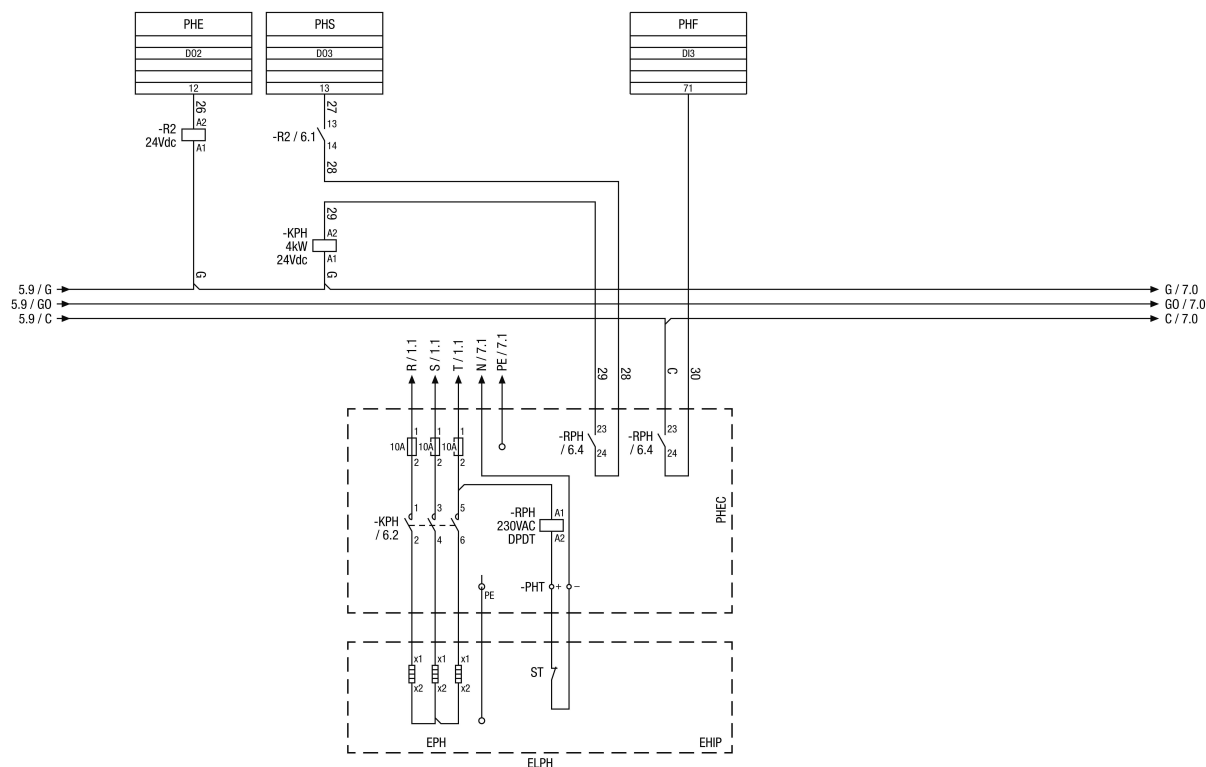 PHE
PHS
PHF
DO2
DO3
DI3
12
13
71
26
27
-R2
24Vdc
A2
A1
-R2 / 6.1
13
14
28
29
-KPH
4kW
24Vdc
A2
A1
G
G
5.9 / G
G / 7.0
5.9 / G0
G0 / 7.0
5.9 / C
C / 7.0
R / 1.1
S / 1.1
T / 1.1
N / 7.1
PE / 7.1
29
28
C
30
10A
1
2
10A
1
2
10A
1
2
-RPH
/ 6.4
23
24
-RPH
/ 6.4
23
24
PHEC
-KPH
/ 6.2
1
2
3
4
5
6
-RPH
230VAC
DPDT
A1
A2
PE
-PHT
+
−
x1
x2
x1
x2
x1
x2
ST
EPH
EHIP
ELPH